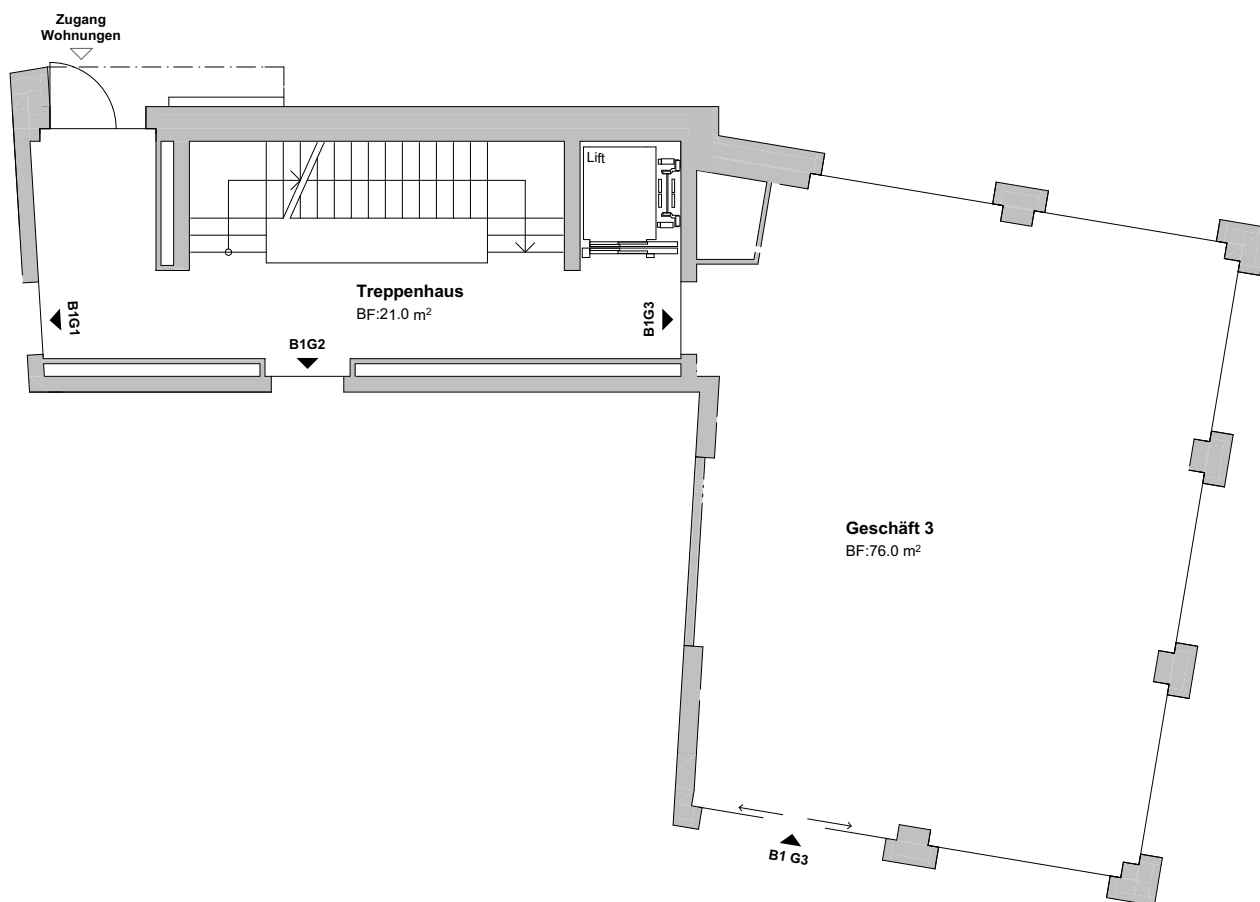 Zugang
Wohnungen
Lift
Treppenhaus
BF:21.0 m²
B1G1
B1G2
B1G3
Geschäft 3
BF:76.0 m²
B1 G3